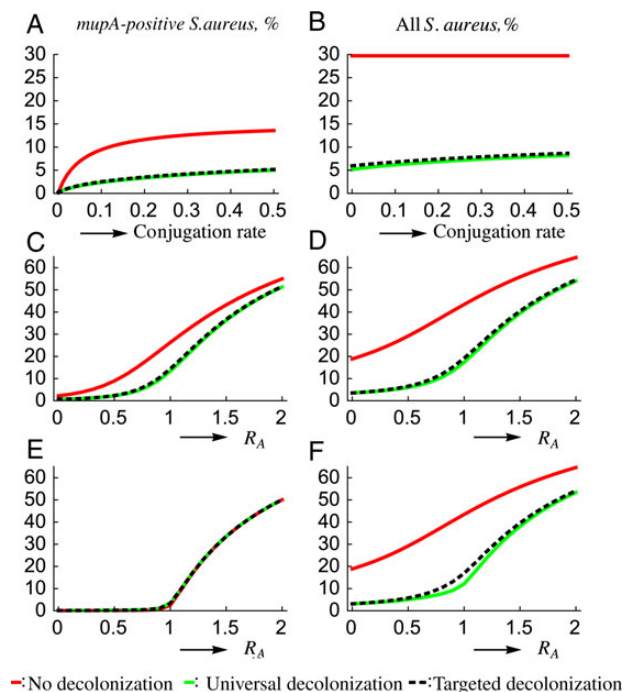 A mupA-positive S.aureus, % B All S. aureus, %
30 30
25 25
20 20
15 15
10 10
5 5
0 0
0 0.1 0.2 0.3 0.4 0.5 0 0.1 0.2 0.3 0.4 0.5
Conjugation rate Conjugation rate
C D
60 60
50 50
40 40
30 30
20 20
10 10
0 0
0 0.5 1 1.5 2 0 0.5 1 1.5 2
R_A R_A
E F
60 60
50 50
40 40
30 30
20 20
10 10
0 0
0 0.5 1 1.5 2 0 0.5 1 1.5 2
R_A R_A
: No decolonization : Universal decolonization : Targeted decolonization